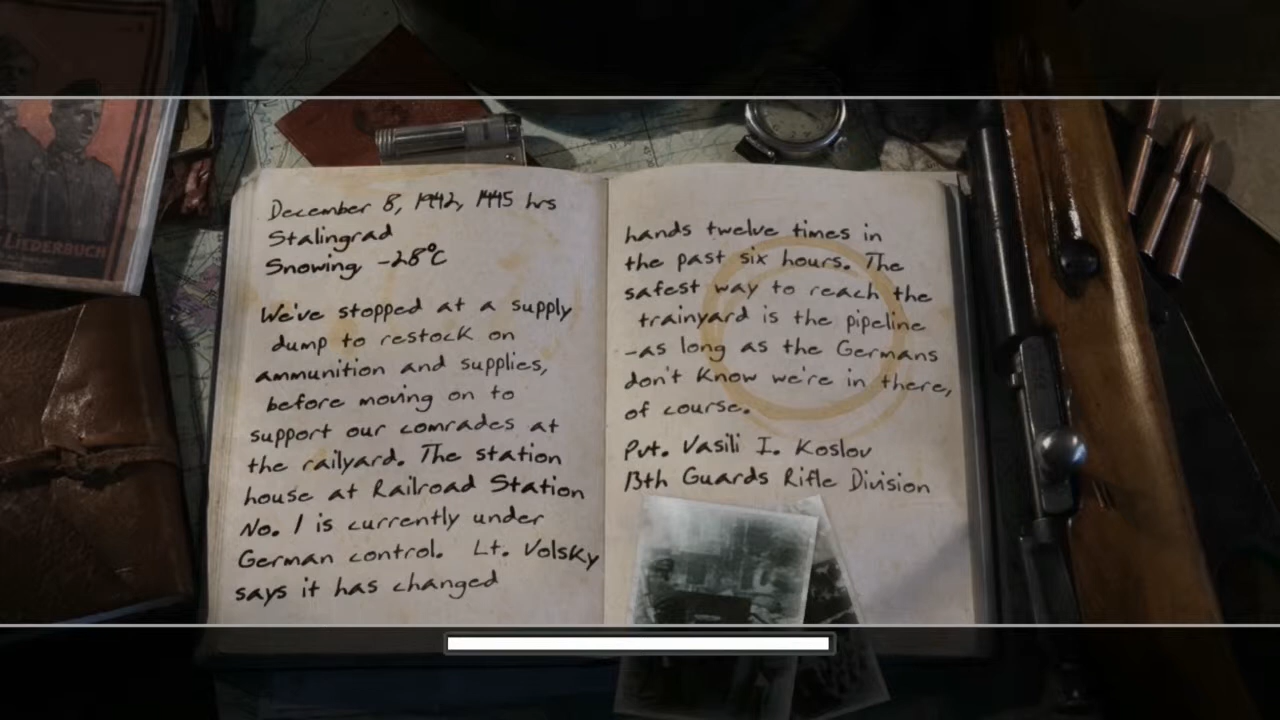 LIEDERBUCH
December 8, 1942, 1445 hrs
Stalingrad
Snowing, -28°C
We've stopped at a supply
dump to restock on
ammunition and supplies,
before moving on to
support our comrades at
the railyard. The station
house at Railroad Station
No. 1 is currently under
German control. Lt. Volsky
says it has changed
hands twelve times in
the past six hours. The
safest way to reach the
trainyard is the pipeline
-as long as the Germans
don't know we're in there,
of course.
Pvt. Vasili I. Koslov
13th Guards Rifle Division